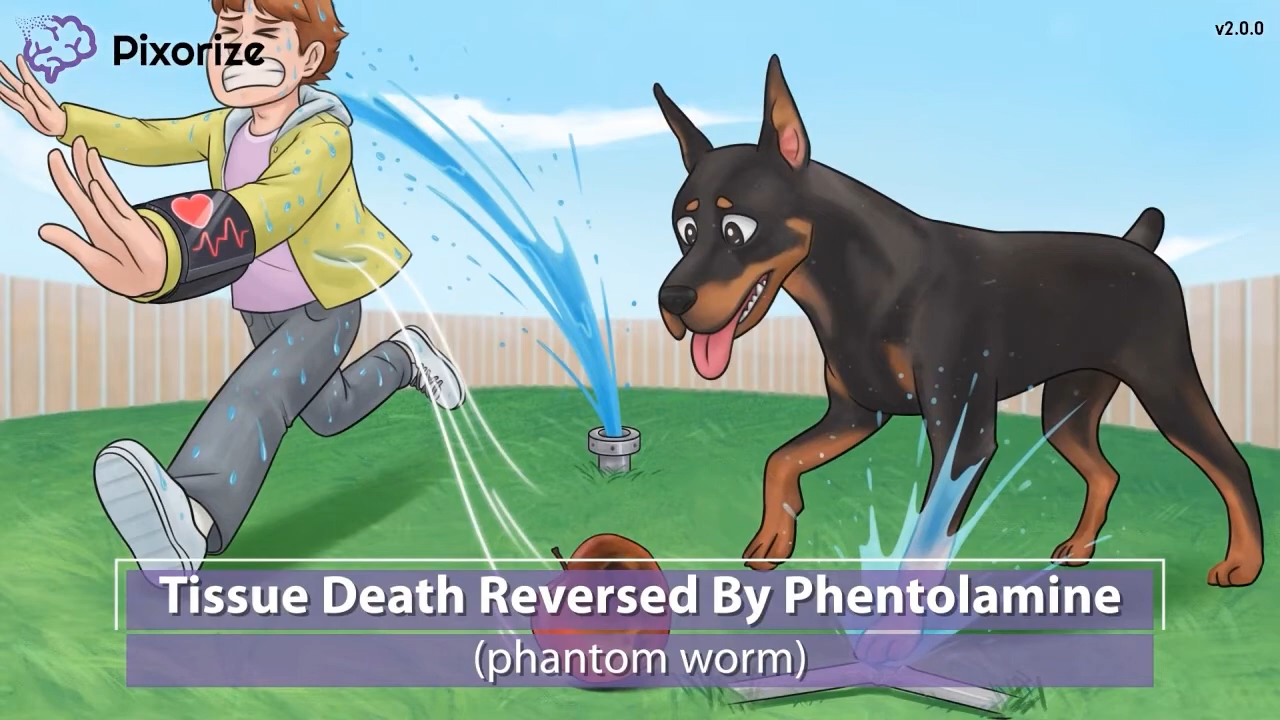 Pixorize
v2.0.0
Tissue Death Reversed By Phentolamine
(phantom worm)